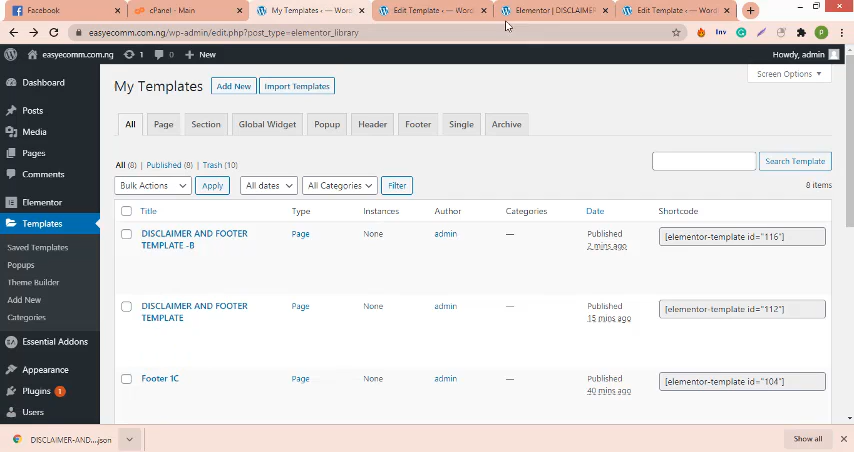 Facebook
cPanel - Main
My Templates ‹ — Wor
Edit Template ‹ — Word
Elementor | DISCLAIMER
Edit Template ‹ — Word
easyecomm.com.ng/wp-admin/edit.php?post_type=elementor_library
Inv
P
easyecomm.com.ng 1 0 New
Howdy, admin
Dashboard
Posts
Media
Pages
Comments
Elementor
Templates
Saved Templates
Popups
Theme Builder
Add New
Categories
Essential Addons
Appearance
Plugins 1
Users
Screen Options
My Templates Add New Import Templates
All Page Section Global Widget Popup Header Footer Single Archive
All (8) | Published (8) | Trash (10)
Search Template
Bulk Actions Apply All dates All Categories Filter
8 items
Title Type Instances Author Categories Date Shortcode
DISCLAIMER AND FOOTER TEMPLATE -B Page None admin — Published 2 mins ago [elementor-template id="116"]
DISCLAIMER AND FOOTER TEMPLATE Page None admin — Published 15 mins ago [elementor-template id="112"]
Footer 1C Page None admin — Published 40 mins ago [elementor-template id="104"]
DISCLAIMER-AND....json
Show all